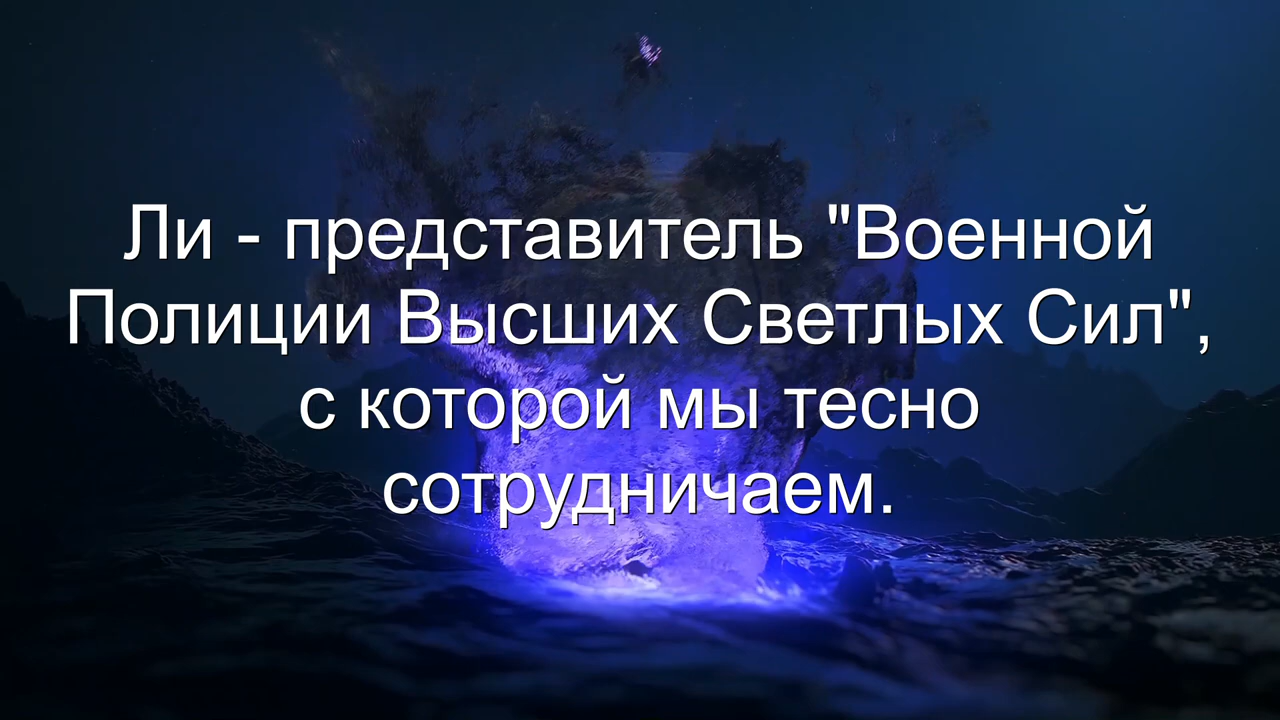 Ли - представитель "Военной
Полиции Высших Светлых Сил",
с которой мы тесно
сотрудничаем.